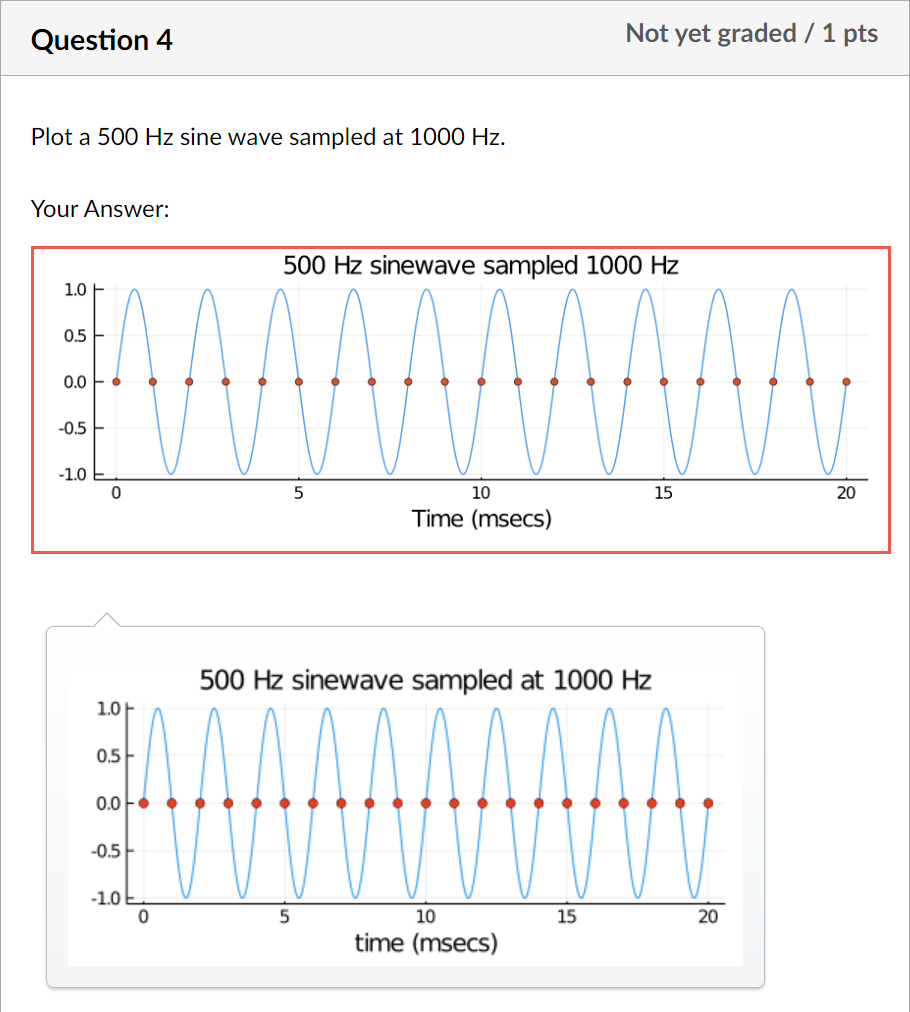 Question 4
Not yet graded / 1 pts
Plot a 500 Hz sine wave sampled at 1000 Hz.
Your Answer:
500 Hz sinewave sampled 1000 Hz
1.0
0.5
0.0
-0.5
-1.0
0 5 10 15 20
Time (msecs)
500 Hz sinewave sampled at 1000 Hz
1.0
0.5
0.0
-0.5
-1.0
0 5 10 15 20
time (msecs)